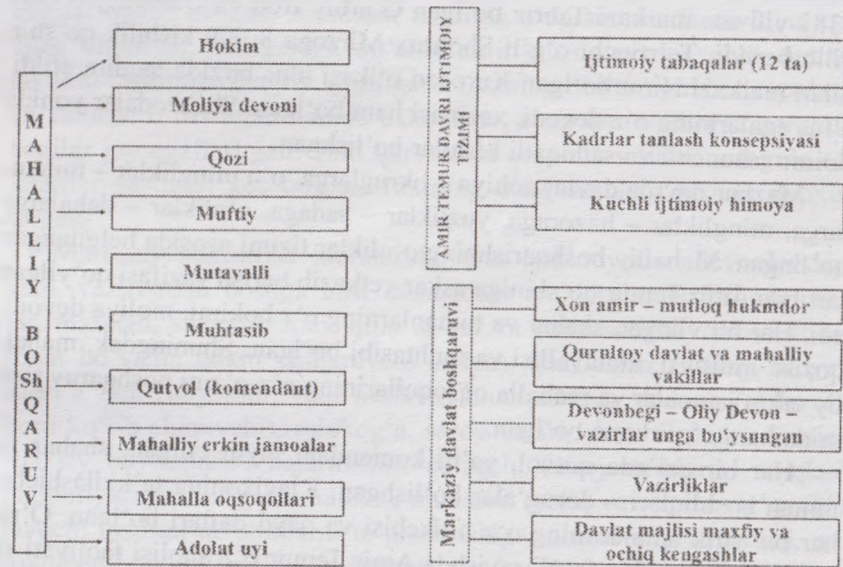 MAHALLIY BOShQARUV
Hokim
Moliya devoni
Qozi
Muftiy
Mutavalli
Muhtasib
Qutvol (komendant)
Mahalliy erkin jamoalar
Mahalla oqsoqollari
Adolat uyi
AMIR TEMUR DAVRI IJTIMOIY
TIZIMI
Ijtimoiy tabaqalar (12 ta)
Kadrlar tanlash konsepsiyasi
Kuchli ijtimoiy himoya
Markaziy davlat boshqaruvi
Xon amir - mutloq hukmdor
Qurultoy davlat va mahalliy
vakillar
Devonbegi – Oliy Devon –
vazirlar unga bo'ysungan
Vazirliklar
Davlat majlisi maxfiy va
ochiq kengashlar